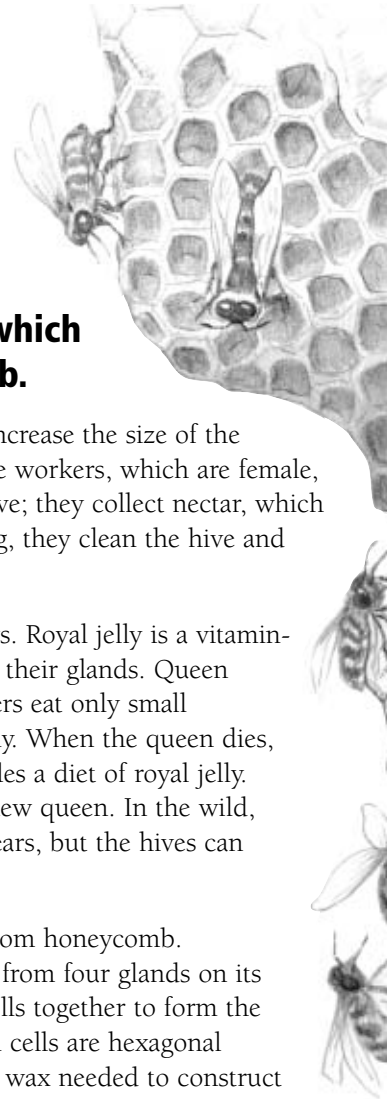 which
b.
ncrease the size of the
e workers, which are female,
ve; they collect nectar, which
g, they clean the hive and
s. Royal jelly is a vitamin-
their glands. Queen
ers eat only small
y. When the queen dies,
les a diet of royal jelly.
ew queen. In the wild,
ears, but the hives can
om honeycomb.
from four glands on its
lls together to form the
cells are hexagonal
wax needed to construct